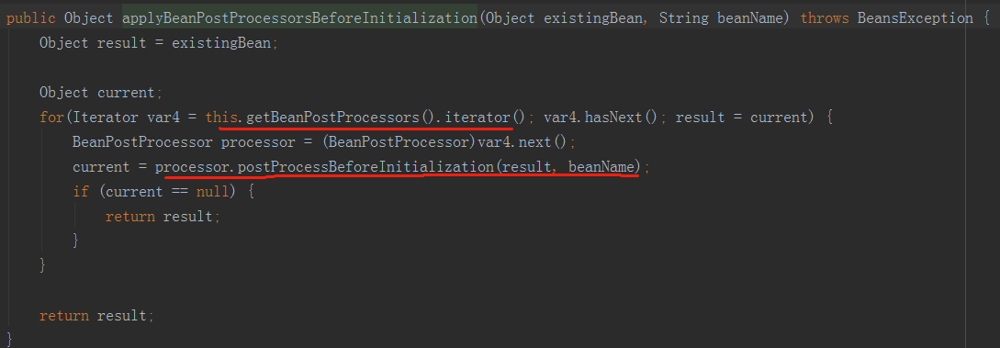 public Object applyBeanPostProcessorsBeforeInitialization(Object existingBean, String beanName) throws BeansException {
    Object result = existingBean;

    Object current;
    for(Iterator var4 = this.getBeanPostProcessors().iterator(); var4.hasNext(); result = current) {
        BeanPostProcessor processor = (BeanPostProcessor)var4.next();
        current = processor.postProcessBeforeInitialization(result, beanName);
        if (current == null) {
            return result;
        }
    }

    return result;
}